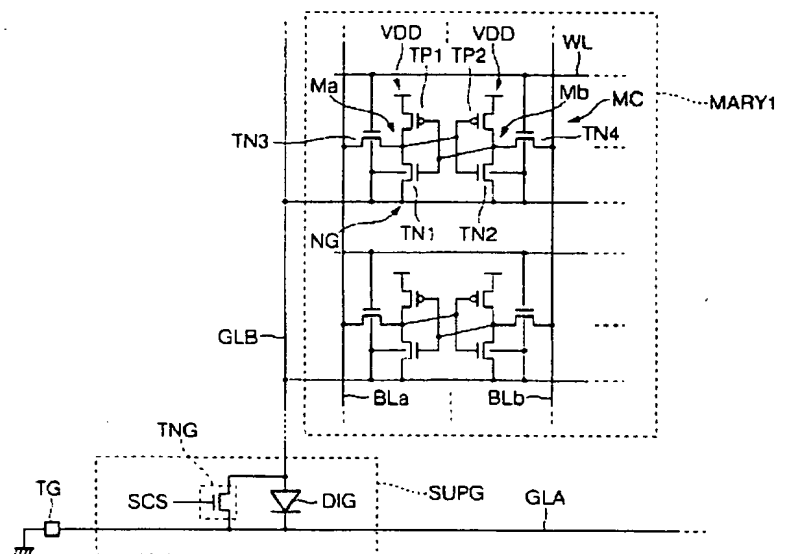 VDD VDD
TP1 TP2
WL
Ma Mb MC
MARY1
TN3 TN4
NG TN1 TN2
GLB
BLa BLb
TNG
TG SCS DIG SUPG GLA